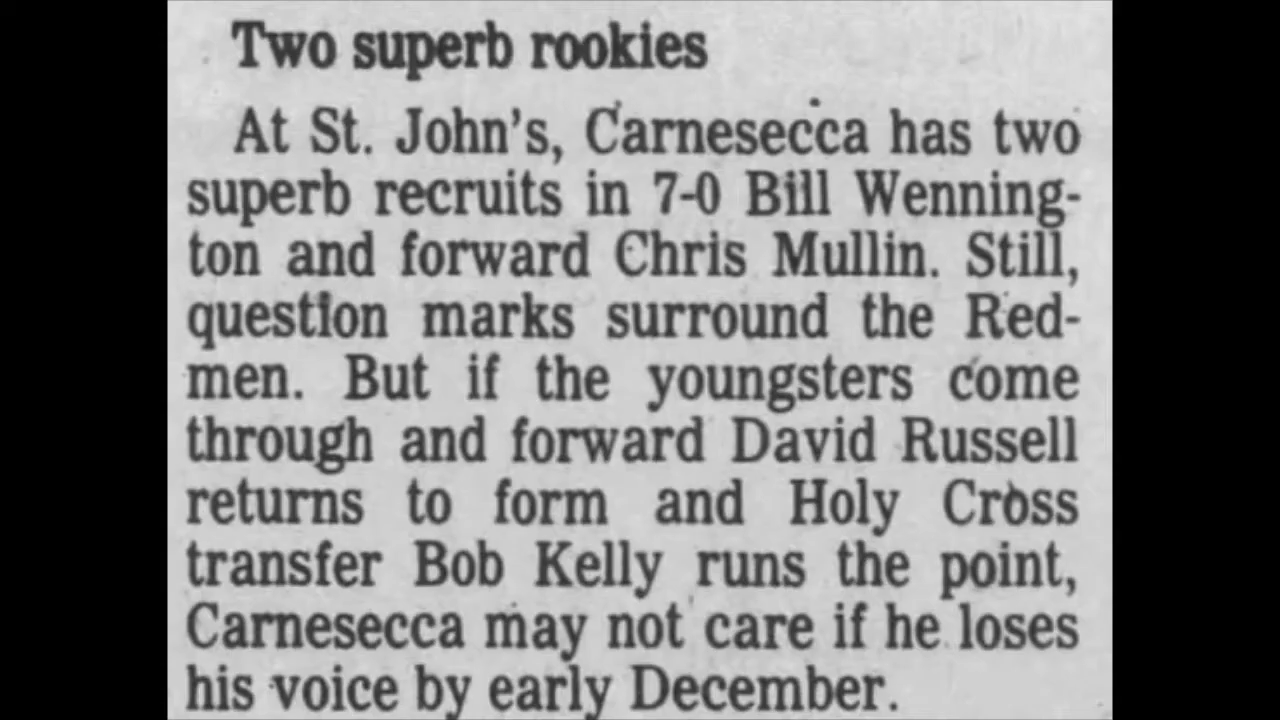 Two superb rookies
At St. John's, Carnesecca has two
superb recruits in 7-0 Bill Wenning-
ton and forward Chris Mullin. Still,
question marks surround the Red-
men. But if the youngsters come
through and forward David Russell
returns to form and Holy Cross
transfer Bob Kelly runs the point,
Carnesecca may not care if he loses
his voice by early December.